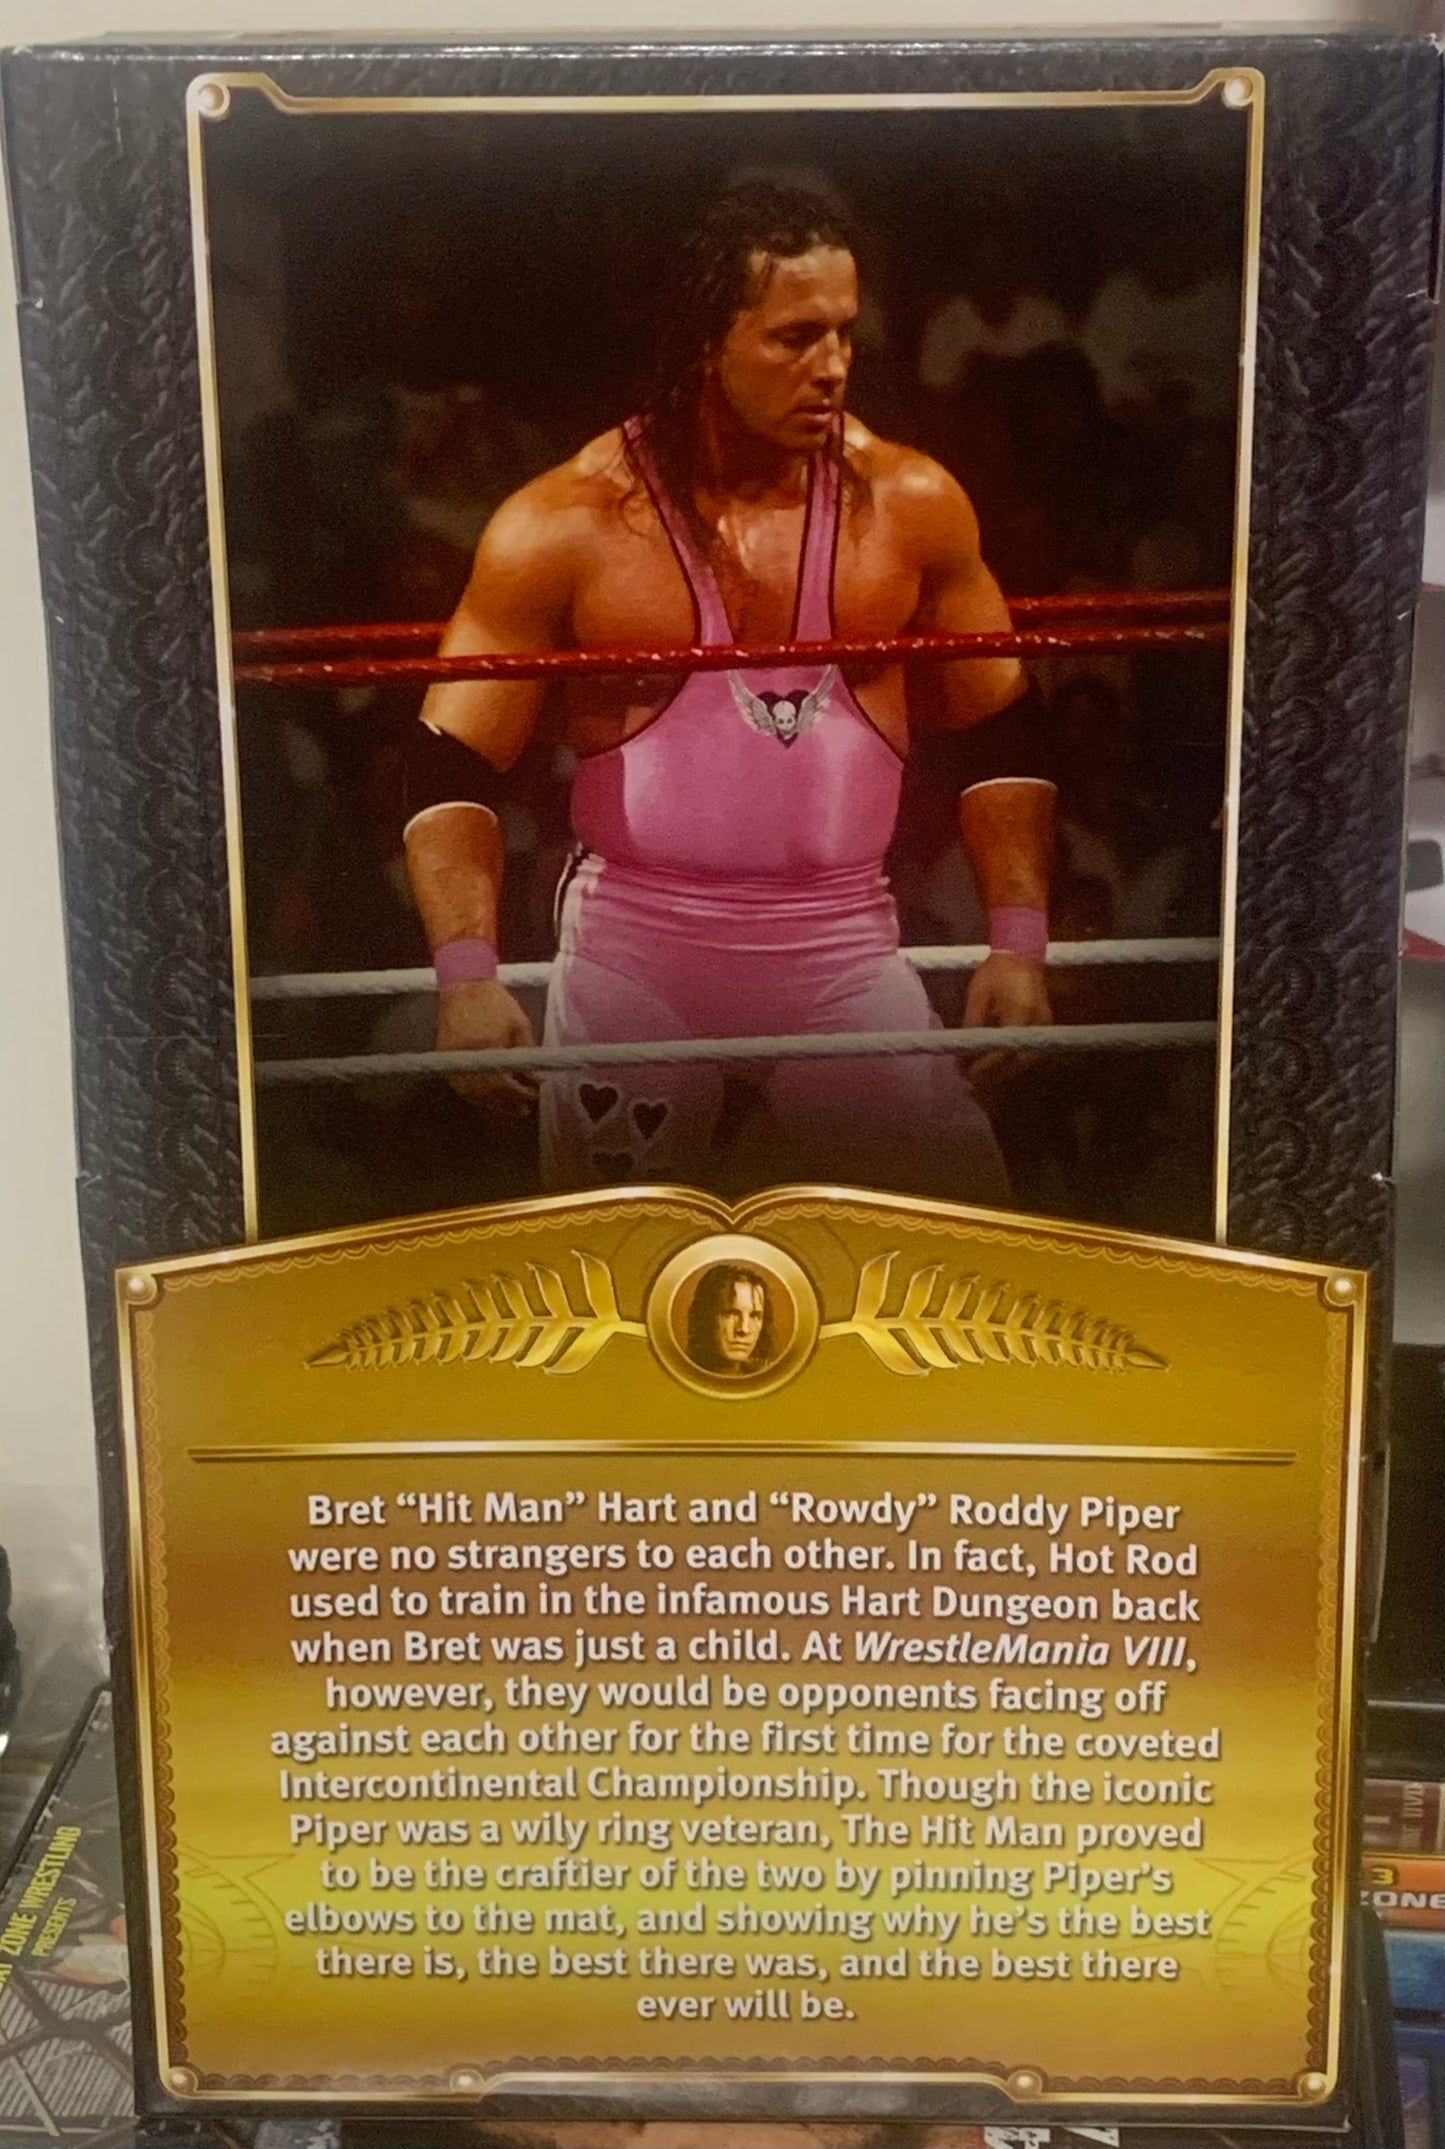 Bret “Hit Man” Hart and “Rowdy” Roddy Piper
were no strangers to each other. In fact, Hot Rod
used to train in the infamous Hart Dungeon back
when Bret was just a child. At WrestleMania VIII,
however, they would be opponents facing off
against each other for the first time for the coveted
Intercontinental Championship. Though the iconic
Piper was a wily ring veteran, The Hit Man proved
to be the craftier of the two by pinning Piper’s
elbows to the mat, and showing why he’s the best
there is, the best there was, and the best there
ever will be.
ZONE WRESTLING
PRESENTS
3
ZONE